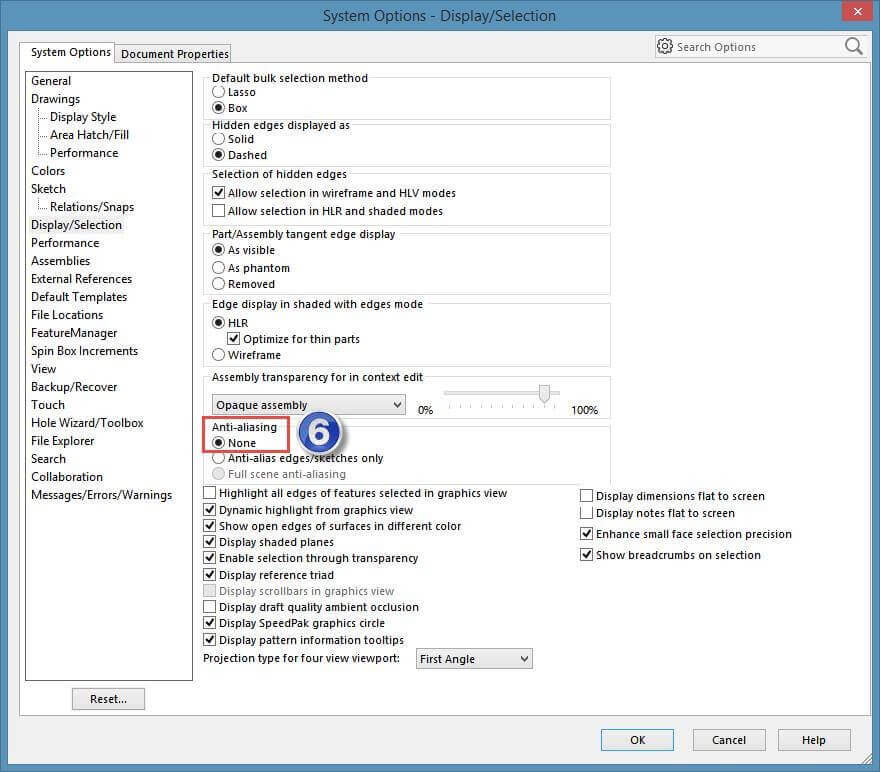 System Options - Display/Selection
System Options
Document Properties
Search Options
General
Drawings
Display Style
Area Hatch/Fill
Performance
Colors
Sketch
Relations/Snaps
Display/Selection
Performance
Assemblies
External References
Default Templates
File Locations
FeatureManager
Spin Box Increments
View
Backup/Recover
Touch
Hole Wizard/Toolbox
File Explorer
Search
Collaboration
Messages/Errors/Warnings
Reset...
Default bulk selection method
Lasso
Box
Hidden edges displayed as
Solid
Dashed
Selection of hidden edges
Allow selection in wireframe and HLV modes
Allow selection in HLR and shaded modes
Part/Assembly tangent edge display
As visible
As phantom
Removed
Edge display in shaded with edges mode
HLR
Optimize for thin parts
Wireframe
Assembly transparency for in context edit
Opaque assembly
0%
100%
Anti-aliasing
None
6
Anti-alias edges/sketches only
Full scene anti-aliasing
Highlight all edges of features selected in graphics view
Dynamic highlight from graphics view
Show open edges of surfaces in different color
Display shaded planes
Enable selection through transparency
Display reference triad
Display scrollbars in graphics view
Display draft quality ambient occlusion
Display SpeedPak graphics circle
Display pattern information tooltips
Projection type for four view viewport:
First Angle
Display dimensions flat to screen
Display notes flat to screen
Enhance small face selection precision
Show breadcrumbs on selection
OK
Cancel
Help